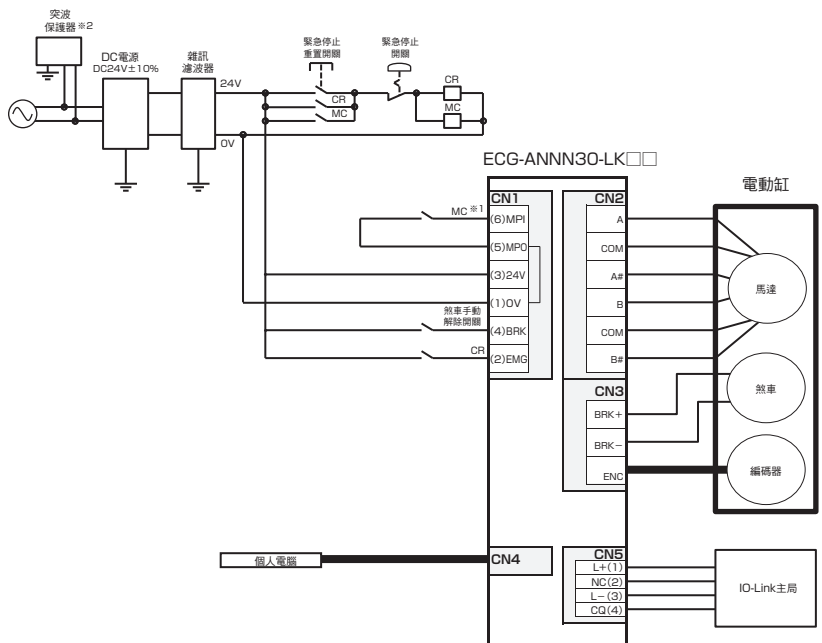 突波
保護器※2
DC電源
DC24V±10%
雜訊
濾波器
24V
0V
緊急停止
重置開關
緊急停止
開關
CR
MC
CR
MC
ECG-ANNN30-LK□□
電動缸
CN1
MC※1
(6)MPI
(5)MPO
(3)24V
(1)0V
煞車手動
解除開關
(4)BRK
CR
(2)EMG
CN2
A
COM
A#
B
COM
B#
馬達
CN3
BRK+
BRK-
ENC
煞車
編碼器
個人電腦
CN4
CN5
L+(1)
NC(2)
L-(3)
CQ(4)
IO-Link主局